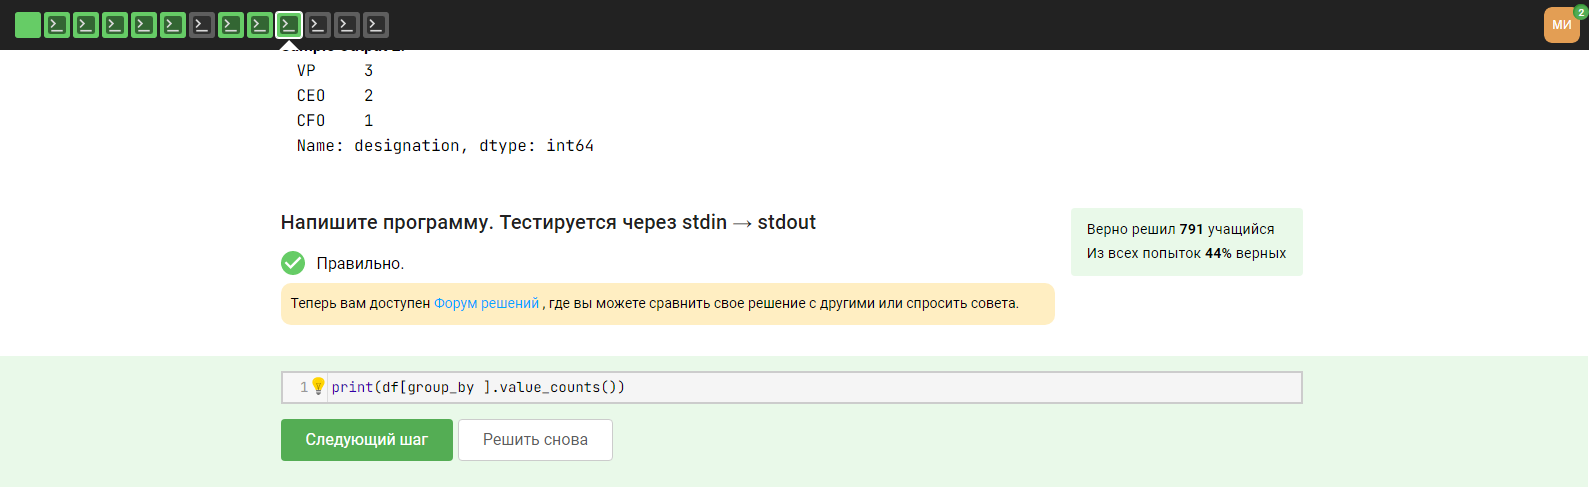 МИ
2
VP 3
CEO 2
CFO 1
Name: designation, dtype: int64
Напишите программу. Тестируется через stdin → stdout
Верно решил 791 учащийся
Из всех попыток 44% верных
Правильно.
Теперь вам доступен Форум решений , где вы можете сравнить свое решение с другими или спросить совета.
1 print(df[group_by ].value_counts())
Следующий шаг Решить снова